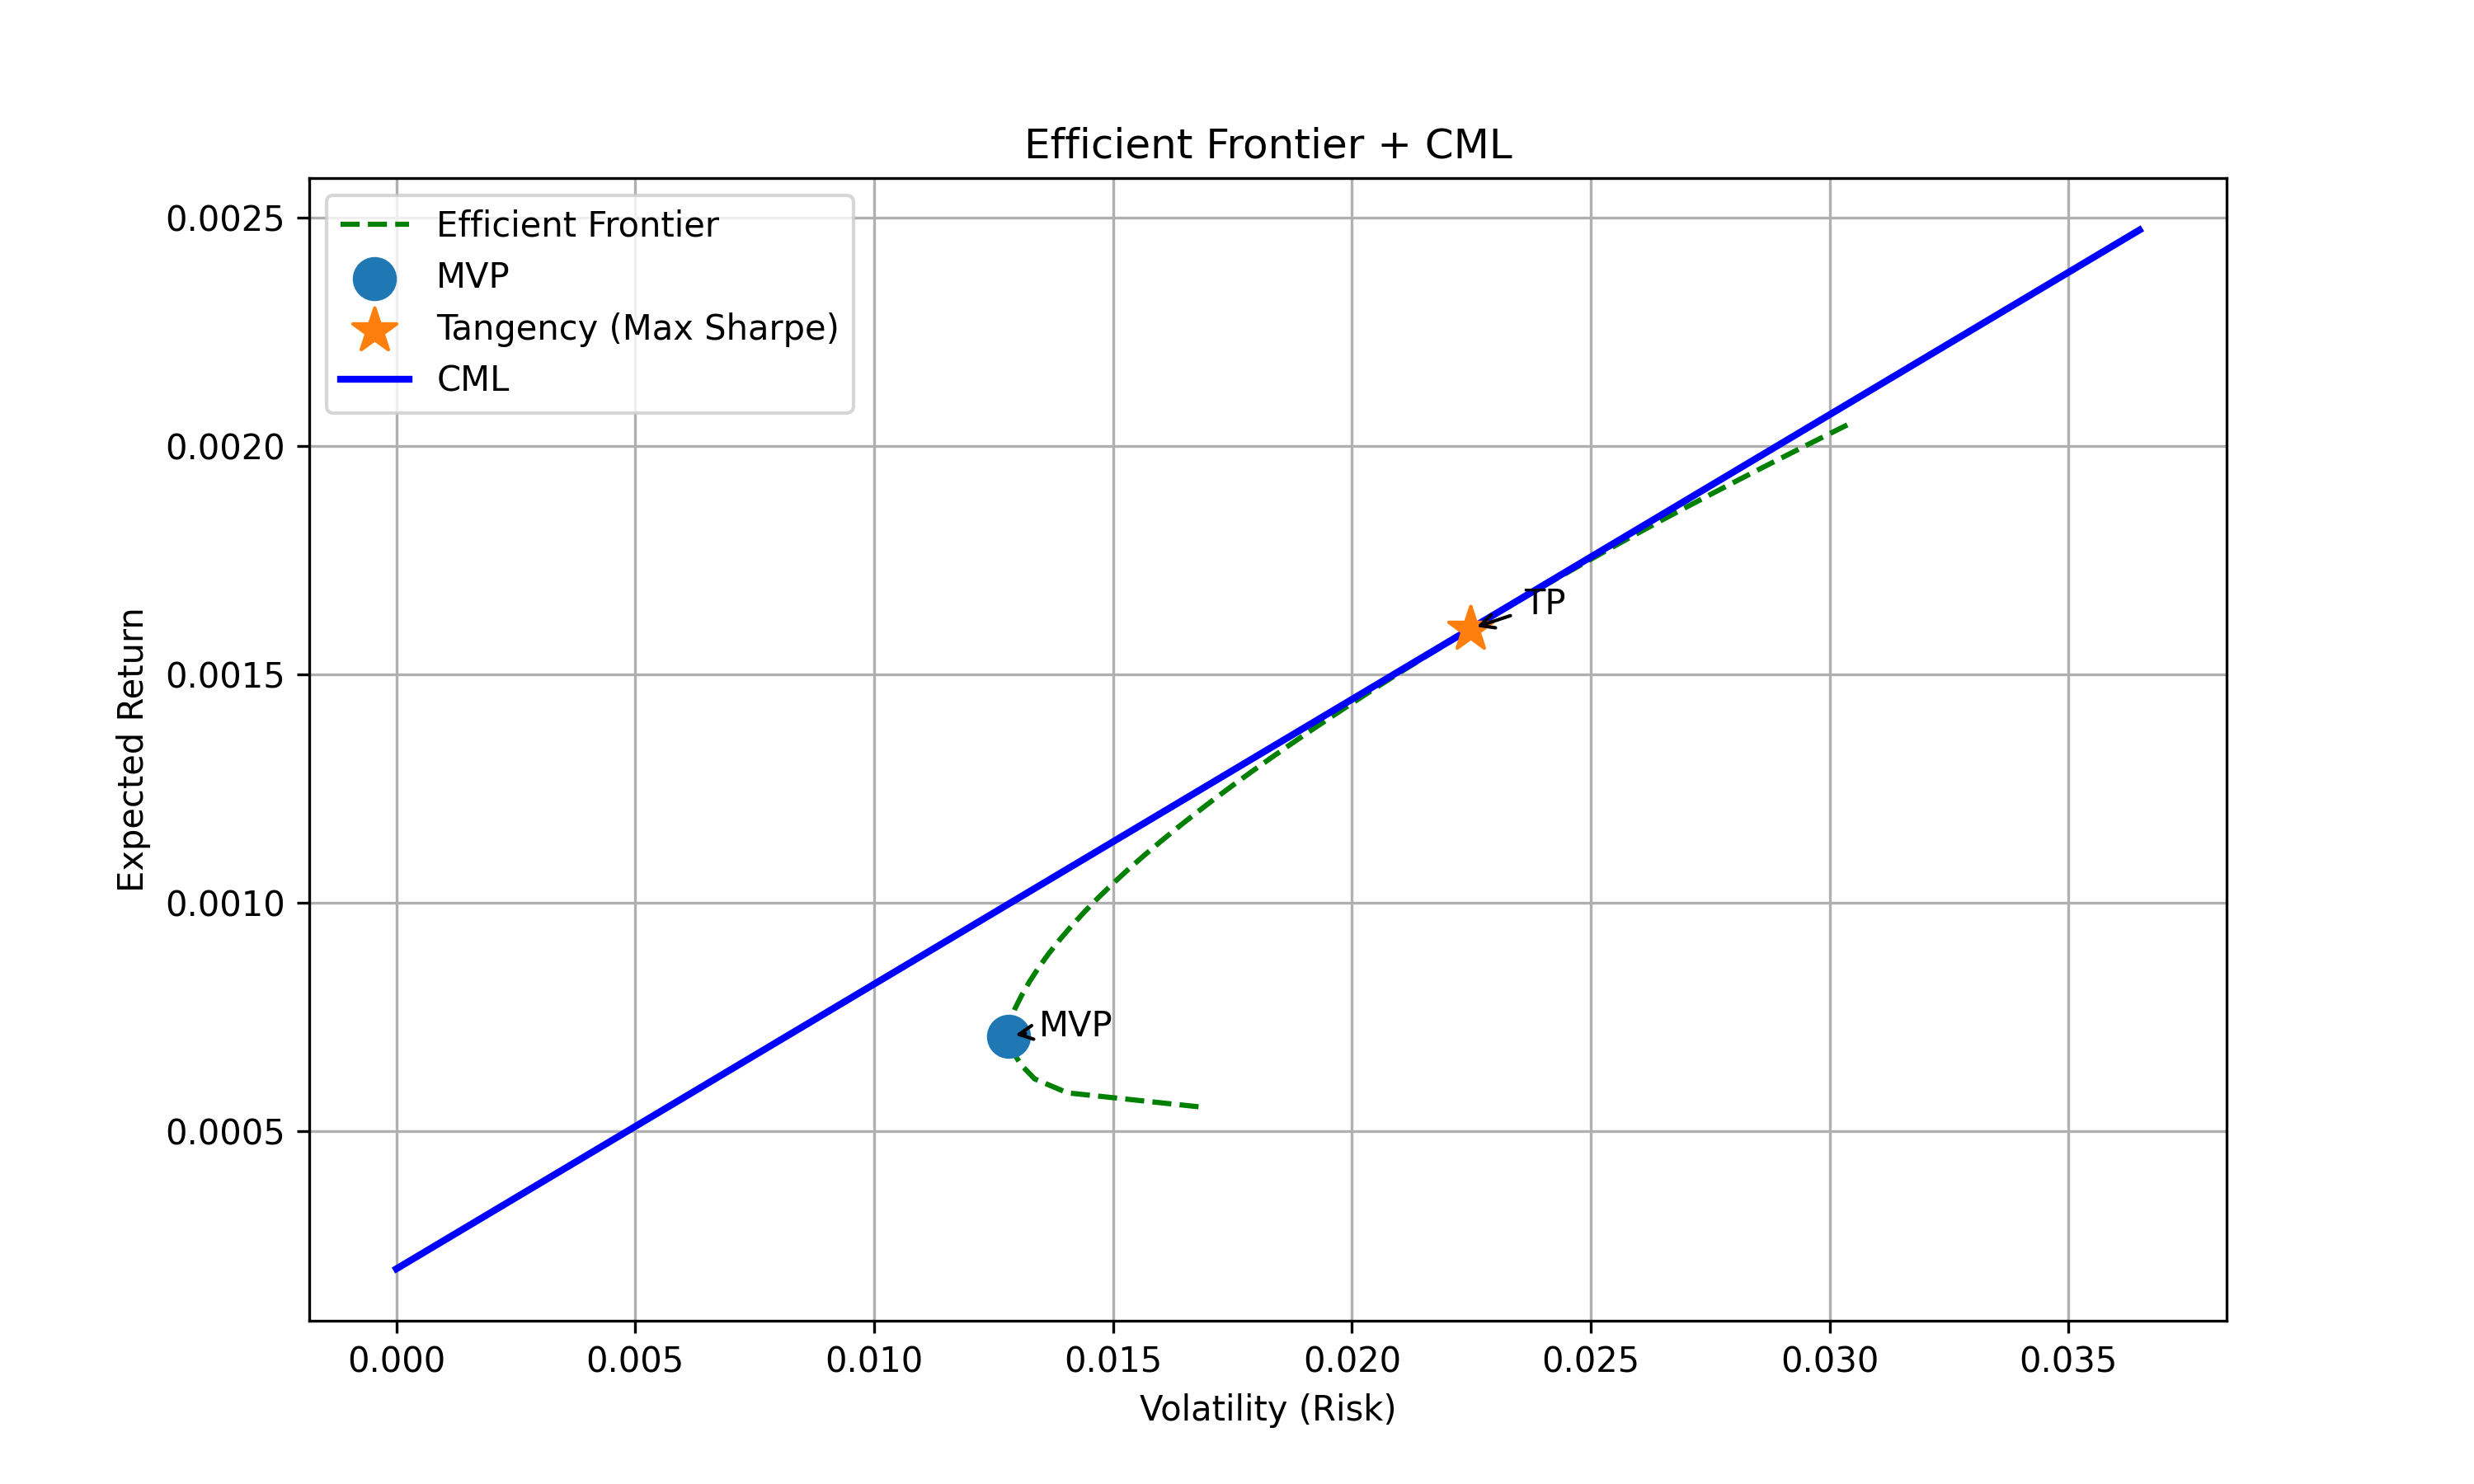 Efficient Frontier + CML
0.0025
0.0020
0.0015
0.0010
0.0005
Expected Return
Efficient Frontier
MVP
Tangency (Max Sharpe)
CML
TP
MVP
0.000 0.005 0.010 0.015 0.020 0.025 0.030 0.035
Volatility (Risk)